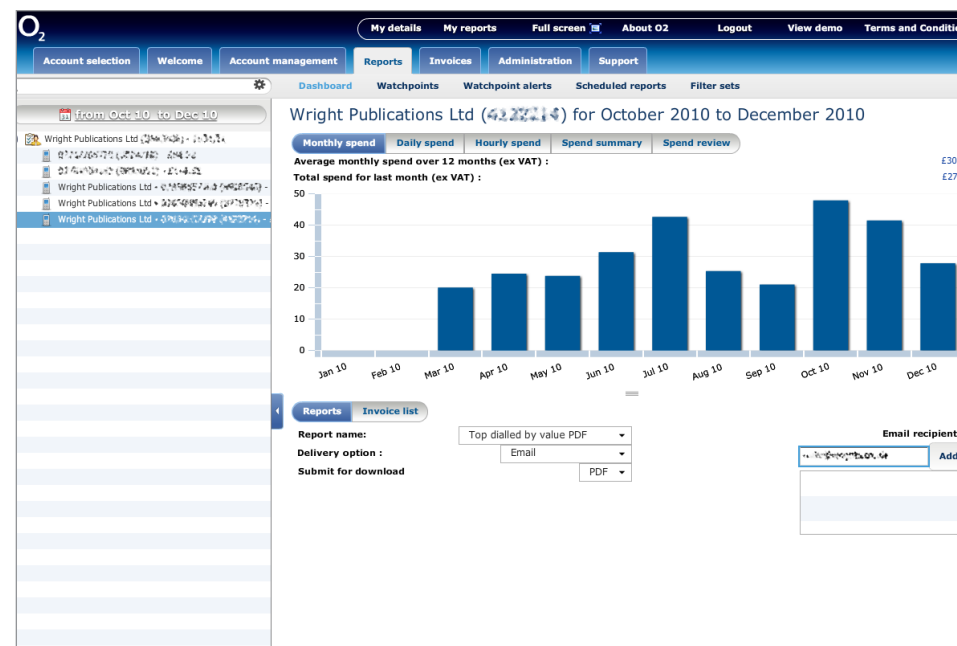 O2
My details My reports Full screen About O2 Logout View demo Terms and Conditi
Account selection Welcome Account management Reports Invoices Administration Support
Dashboard Watchpoints Watchpoint alerts Scheduled reports Filter sets
from Oct 10 to Dec 10
Wright Publications Ltd
Wright Publications Ltd -
Wright Publications Ltd -
Wright Publications Ltd -
Wright Publications Ltd ( ) for October 2010 to December 2010
Monthly spend Daily spend Hourly spend Spend summary Spend review
Average monthly spend over 12 months (ex VAT) : £30
Total spend for last month (ex VAT) : £27
50
40
30
20
10
0
Jan 10 Feb 10 Mar 10 Apr 10 May 10 Jun 10 Jul 10 Aug 10 Sep 10 Oct 10 Nov 10 Dec 10
Reports Invoice list
Report name: Top dialled by value PDF Email recipient
Delivery option : Email Add
Submit for download PDF